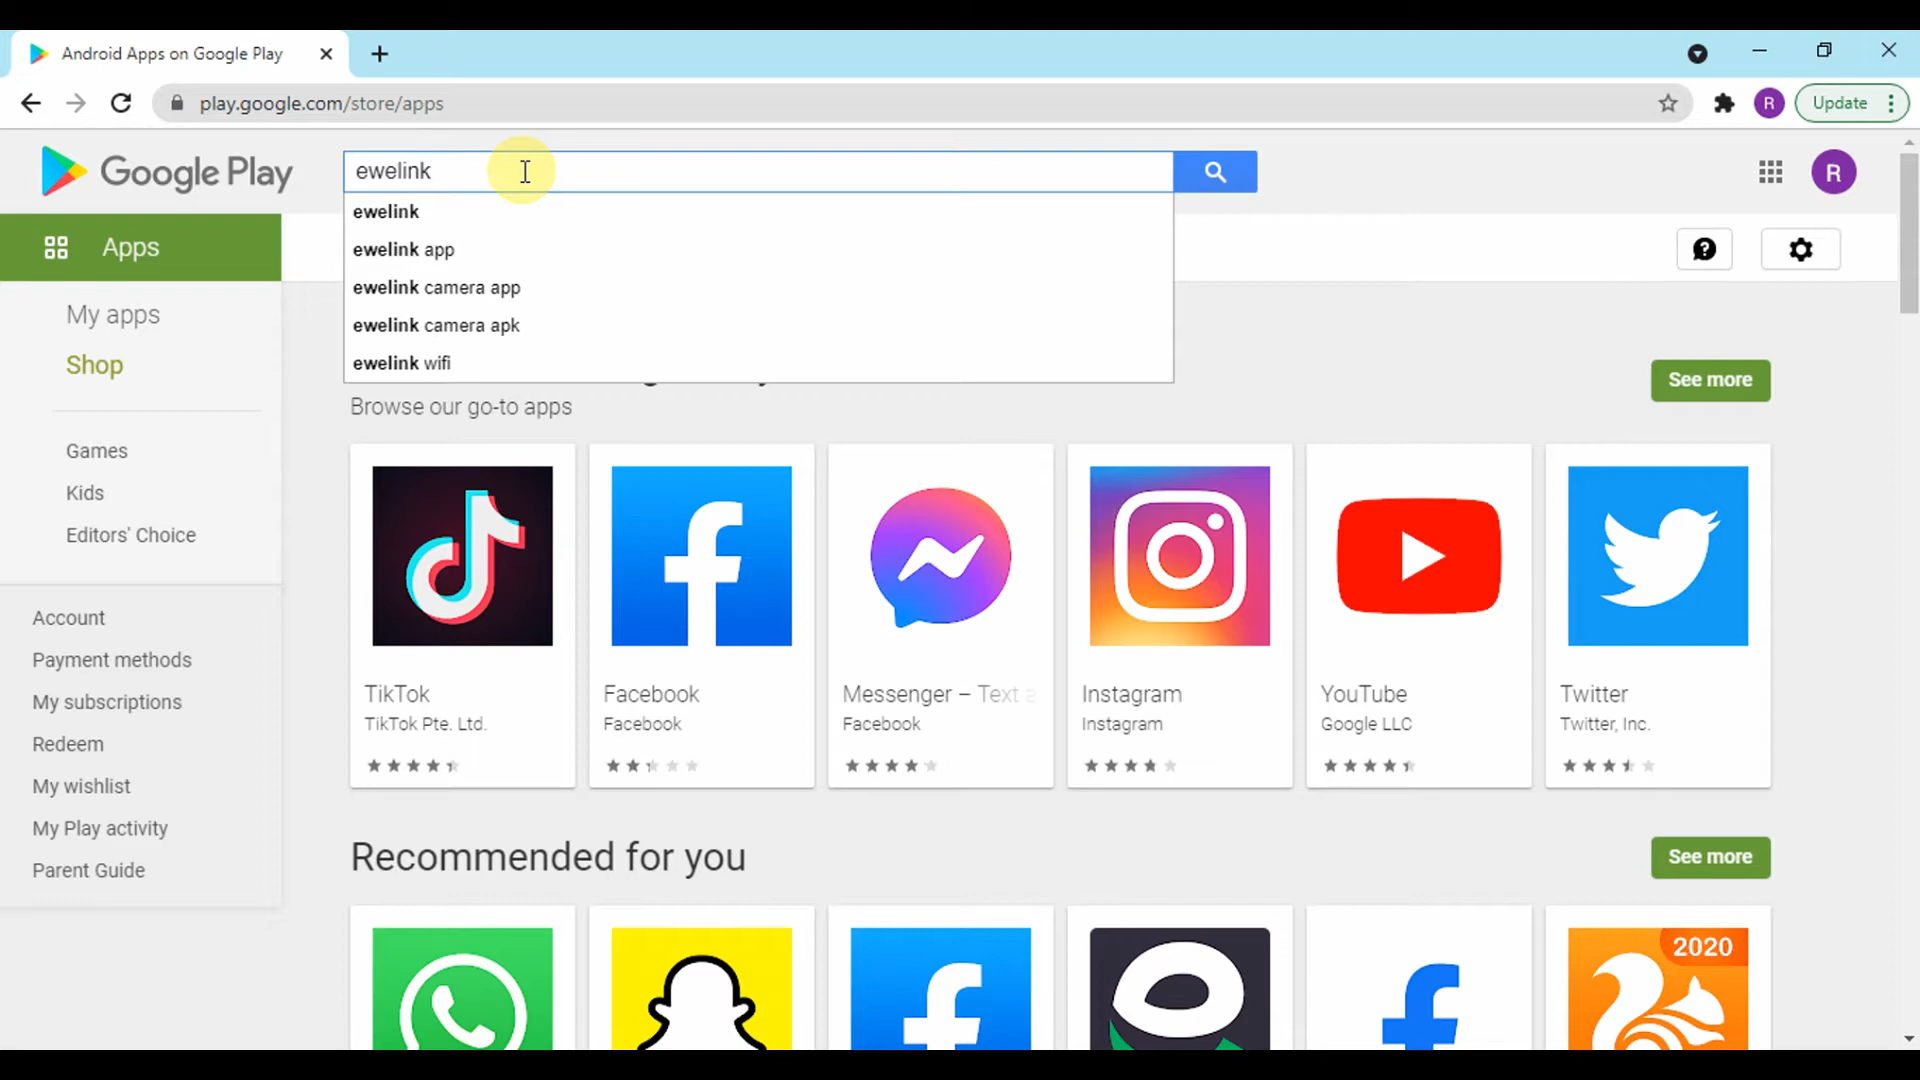 Android Apps on Google Play
play.google.com/store/apps
R
Update
Google Play
ewelink
R
ewelink
ewelink app
ewelink camera app
ewelink camera apk
ewelink wifi
Apps
My apps
Shop
Games
Kids
Editors' Choice
Account
Payment methods
My subscriptions
Redeem
My wishlist
My Play activity
Parent Guide
See more
Browse our go-to apps
TikTok
TikTok Pte. Ltd.
Facebook
Facebook
Messenger – Text a
Facebook
Instagram
Instagram
YouTube
Google LLC
Twitter
Twitter, Inc.
Recommended for you
See more
2020